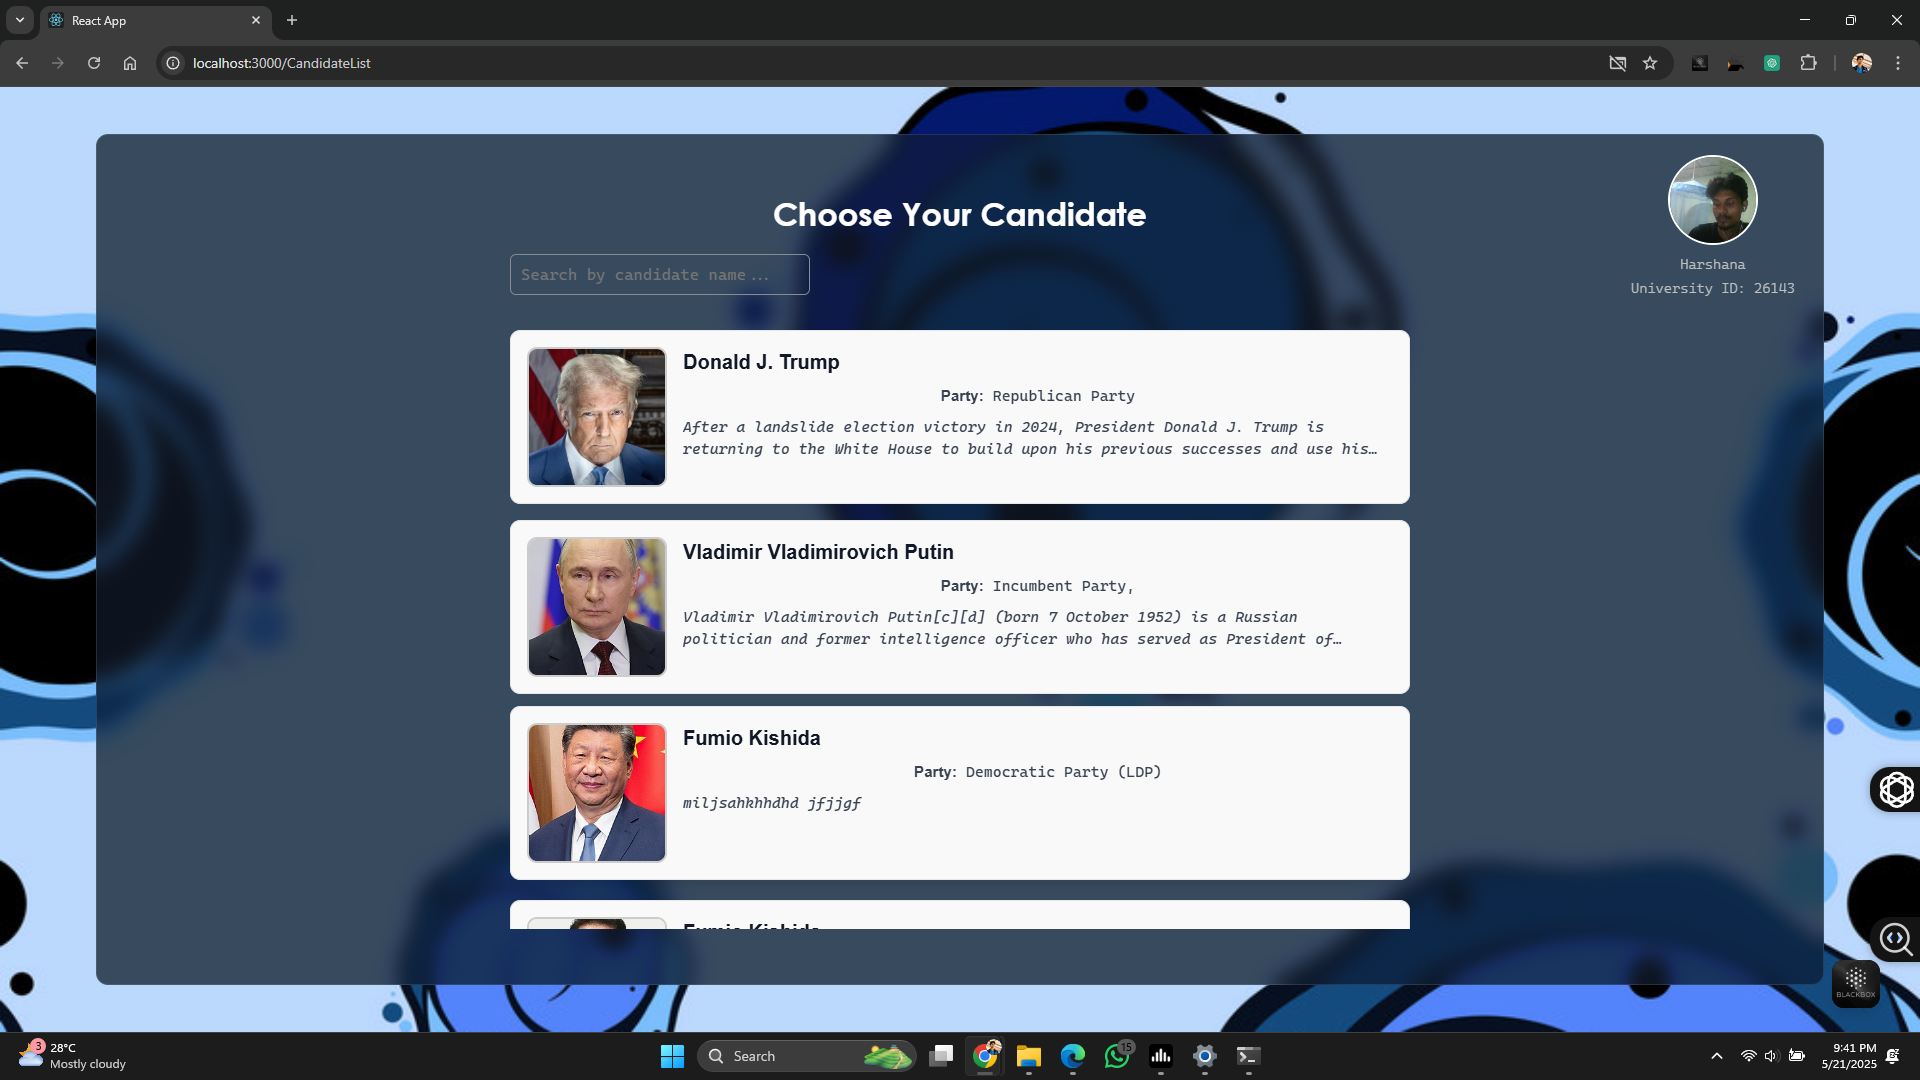 React App
localhost:3000/CandidateList
Choose Your Candidate
Search by candidate name...
Harshana
University ID: 26143
Donald J. Trump
Party: Republican Party
After a landslide election victory in 2024, President Donald J. Trump is
returning to the White House to build upon his previous successes and use his…
Vladimir Vladimirovich Putin
Party: Incumbent Party,
Vladimir Vladimirovich Putin[c][d] (born 7 October 1952) is a Russian
politician and former intelligence officer who has served as President of…
Fumio Kishida
Party: Democratic Party (LDP)
miljsahkhhdhd jfjjgf
Fumio Kishida
BLACKBOX
3
28°C
Mostly cloudy
Search
15
9:41 PM
5/21/2025